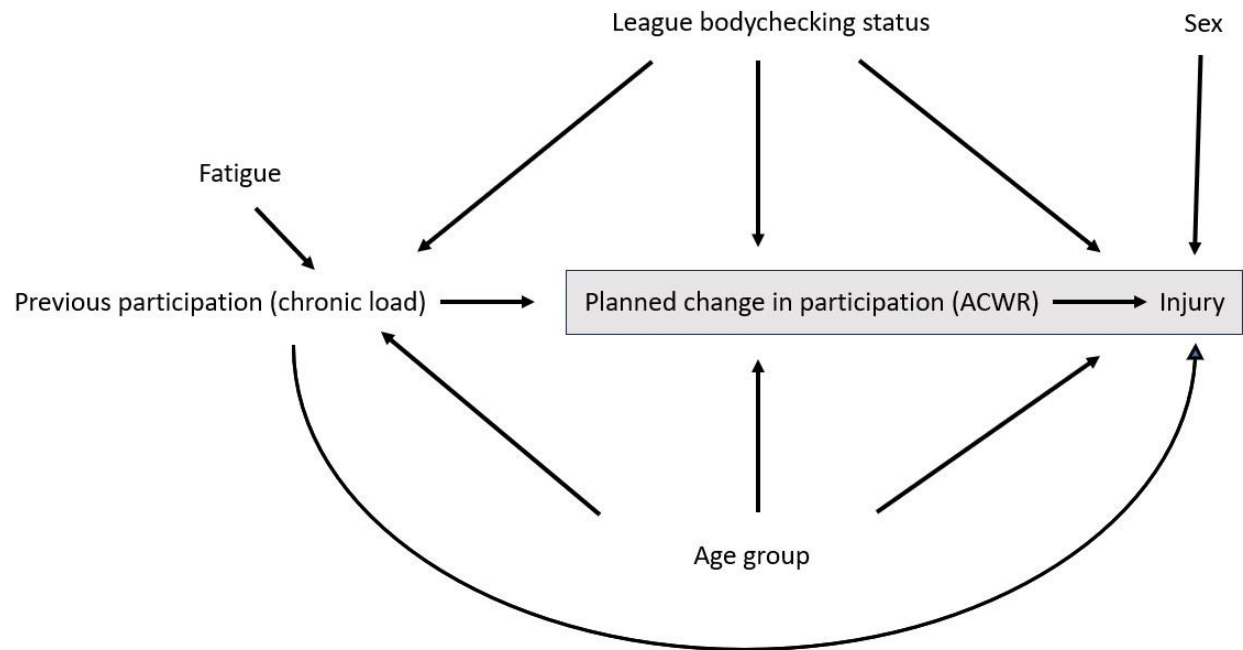 League bodychecking status
Sex
Fatigue
Previous participation (chronic load)
Planned change in participation (ACWR)
Injury
Age group